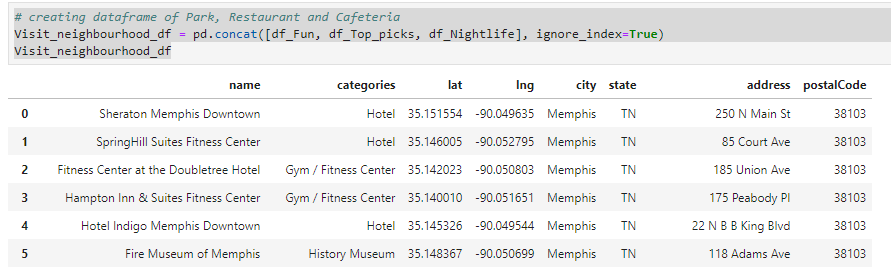 # creating dataframe of Park, Restaurant and Cafeteria
Visit_neighbourhood_df = pd.concat([df_Fun, df_Top_picks, df_Nightlife], ignore_index=True)
Visit_neighbourhood_df
name categories lat lng city state address postalCode
0 Sheraton Memphis Downtown Hotel 35.151554 -90.049635 Memphis TN 250 N Main St 38103
1 SpringHill Suites Fitness Center Hotel 35.146005 -90.052795 Memphis TN 85 Court Ave 38103
2 Fitness Center at the Doubletree Hotel Gym / Fitness Center 35.142023 -90.050803 Memphis TN 185 Union Ave 38103
3 Hampton Inn & Suites Fitness Center Gym / Fitness Center 35.140010 -90.051651 Memphis TN 175 Peabody Pl 38103
4 Hotel Indigo Memphis Downtown Hotel 35.145326 -90.049544 Memphis TN 22 N B B King Blvd 38103
5 Fire Museum of Memphis History Museum 35.148367 -90.050699 Memphis TN 118 Adams Ave 38103